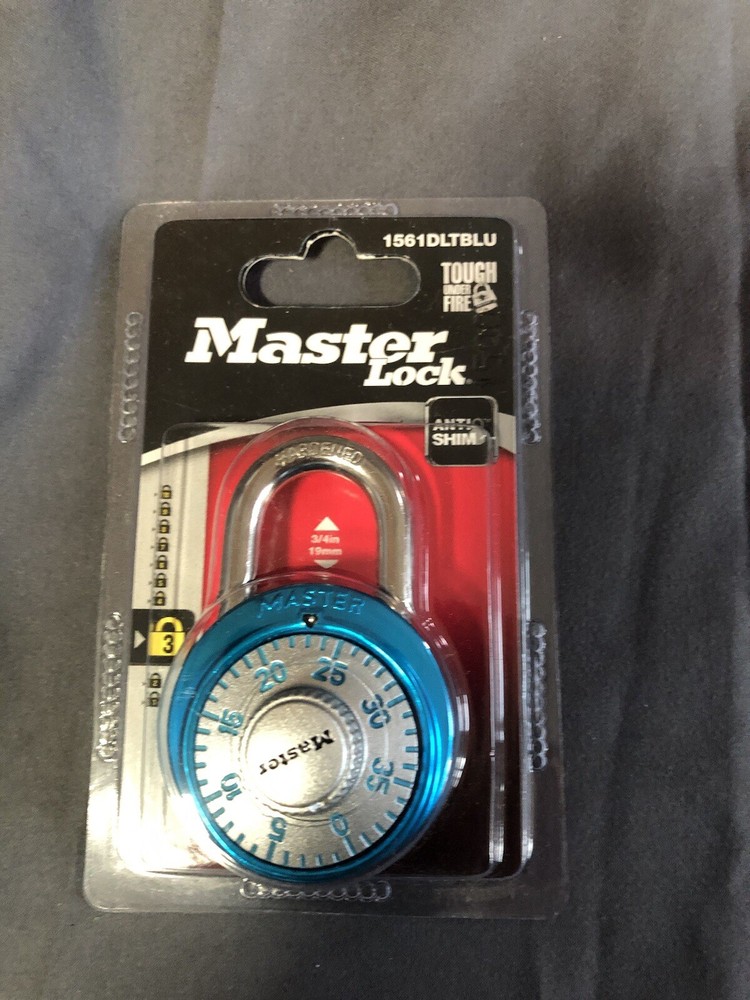 1561DLTBLU
TOUGH
UNDER
FIRE
Master
Lock
ANTI
SHIM
HARDENED
3/4in
19mm
MASTER
3
20 25
15 30
Master
10 35
5 0